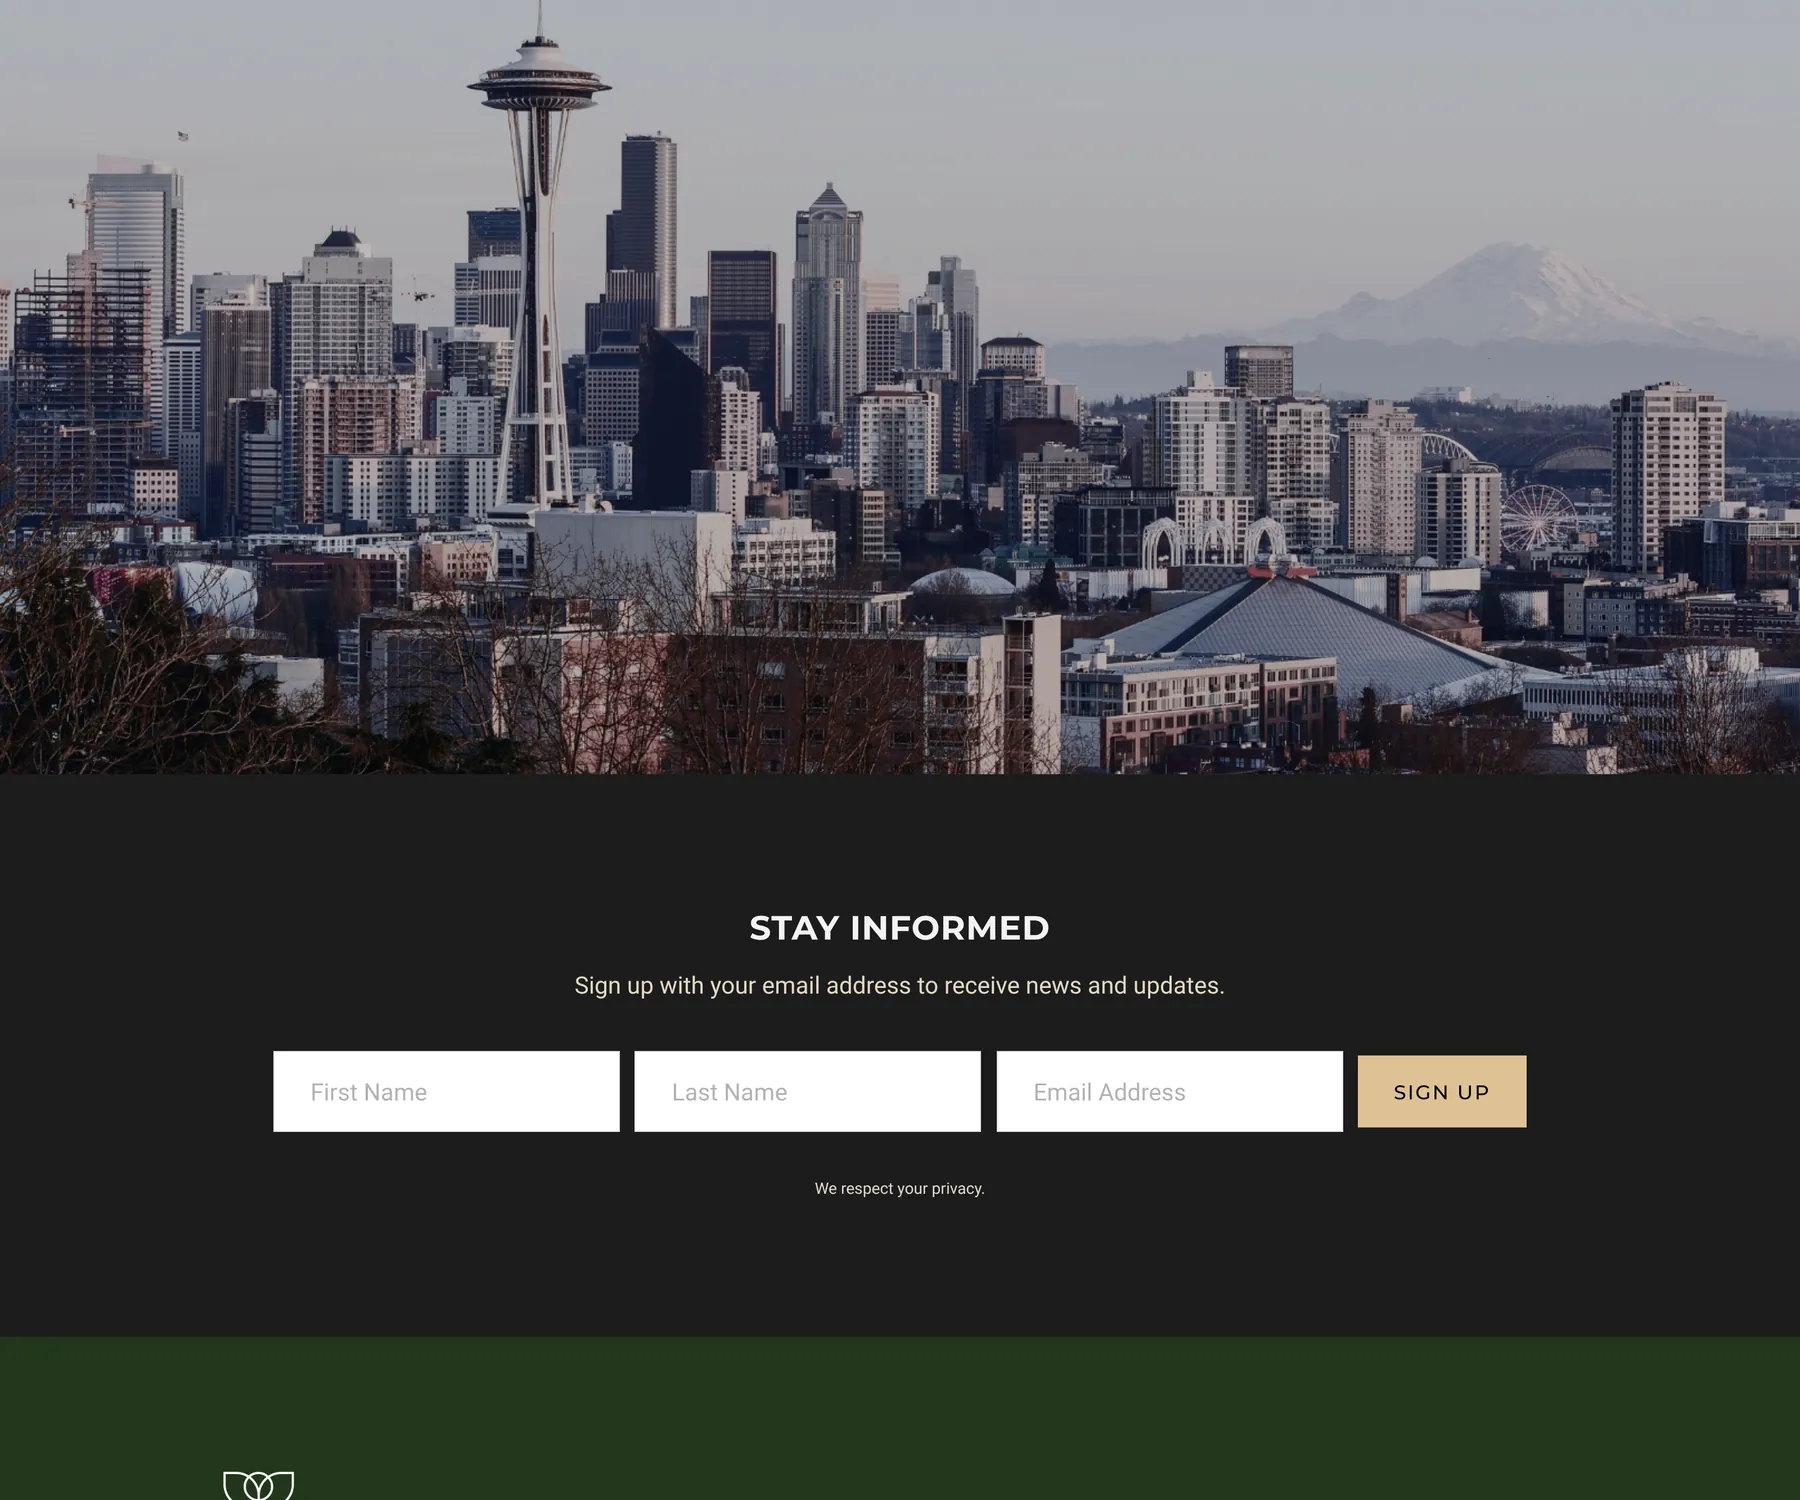 STAY INFORMED
Sign up with your email address to receive news and updates.
First Name
Last Name
Email Address
SIGN UP
We respect your privacy.